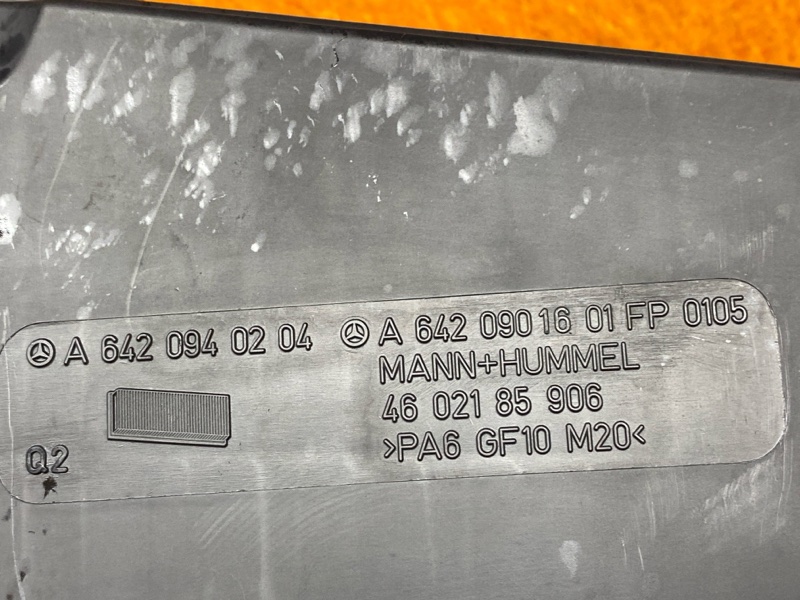 A 642 094 02 04
A 642 090 16 01 FP 0105
MANN+HUMMEL
46 021 85 906
>PA6 GF10 M20<
Q2